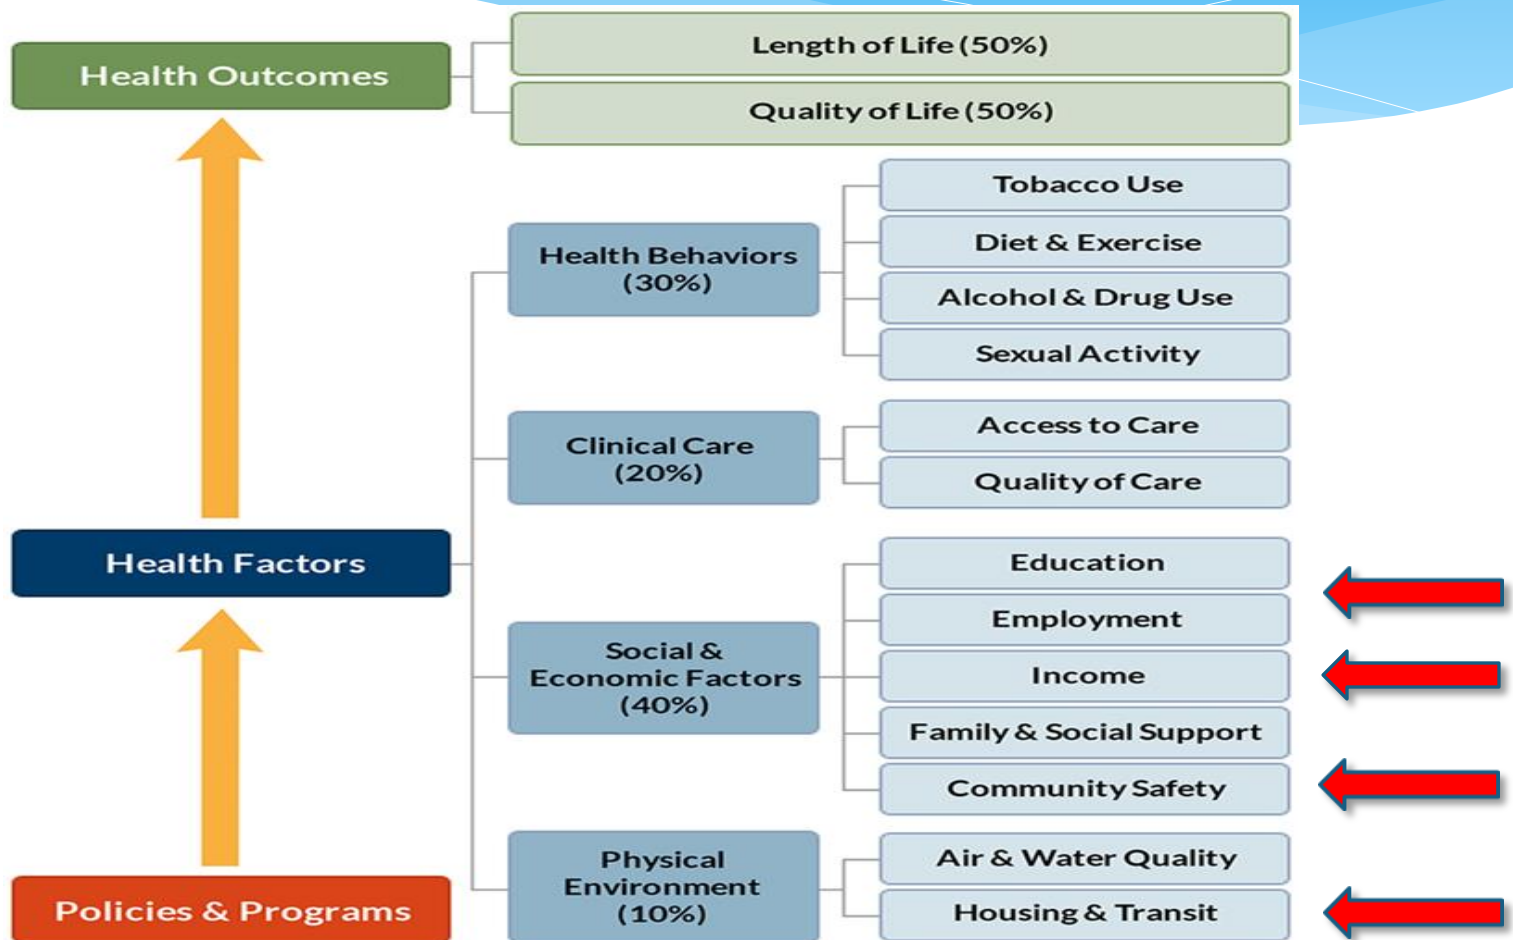 Health Outcomes
Length of Life (50%)
Quality of Life (50%)
Health Factors
Health Behaviors
(30%)
Tobacco Use
Diet & Exercise
Alcohol & Drug Use
Sexual Activity
Clinical Care
(20%)
Access to Care
Quality of Care
Social &
Economic Factors
(40%)
Education
Employment
Income
Family & Social Support
Community Safety
Physical
Environment
(10%)
Air & Water Quality
Housing & Transit
Policies & Programs